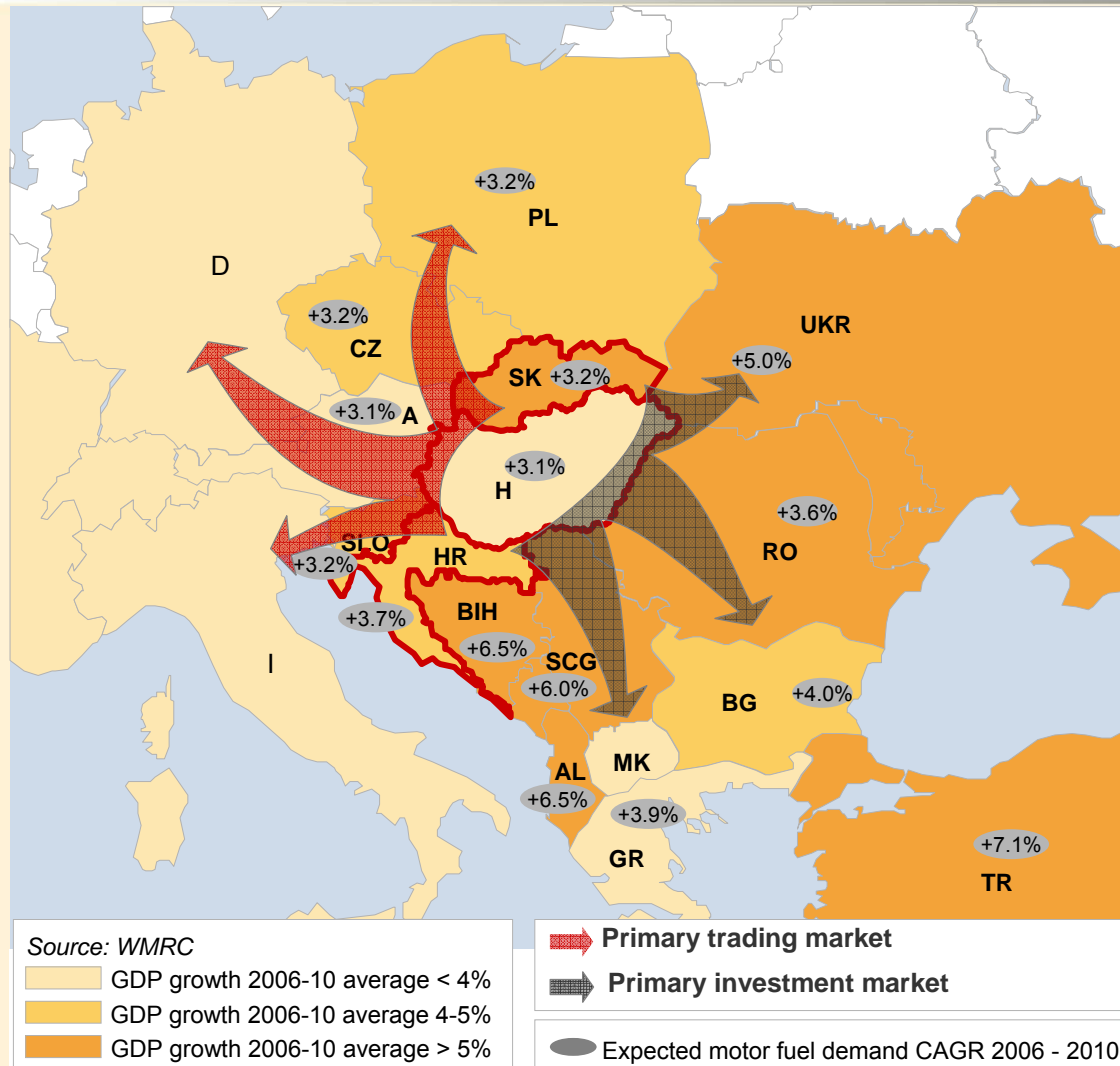 +3.2%
PL
D
+3.2%
CZ
UKR
+5.0%
SK
+3.2%
+3.1%
A
+3.1%
H
+3.6%
RO
SLO
+3.2%
HR
+3.7%
BIH
+6.5%
SCG
+6.0%
I
BG
+4.0%
MK
AL
+6.5%
+3.9%
GR
+7.1%
TR
Source: WMRC
GDP growth 2006-10 average < 4%
GDP growth 2006-10 average 4-5%
GDP growth 2006-10 average > 5%
Primary trading market
Primary investment market
Expected motor fuel demand CAGR 2006 - 2010